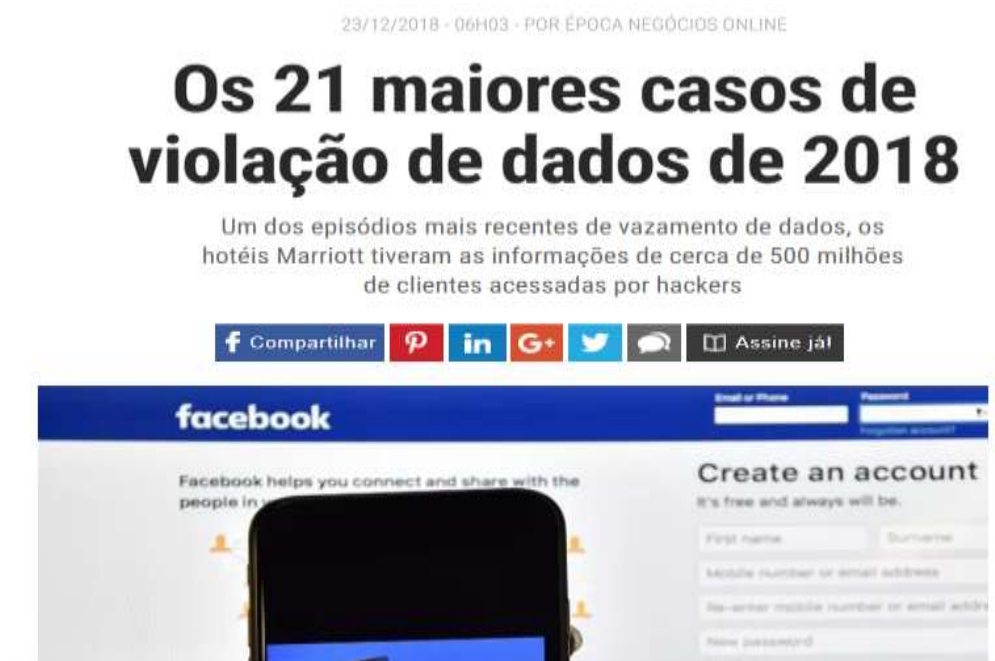 23/12/2018 - 06H03 - POR ÉPOCA NEGÓCIOS ONLINE
Os 21 maiores casos de
violação de dados de 2018
Um dos episódios mais recentes de vazamento de dados, os
hotéis Marriott tiveram as informações de cerca de 500 milhões
de clientes acessadas por hackers
f Compartilhar in G+ Assine já!
facebook
Email or Phone Password
Forgotten account?
Facebook helps you connect and share with the
people in
Create an account
It's free and always will be.
First name Surname
Mobile number or email address
Re-enter mobile number or email
New password